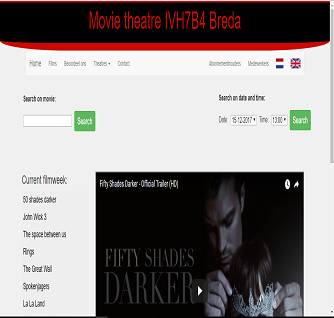 Movie theatre IVH7B4 Breda
Home Films Beoordeel ons Theatres Contact Abonnementhouders Medewerkers
Search on movie:
Search
Search on date and time:
Date: 15-12-2017 Time: 13:00 Search
Current filmweek:
50 shades darker
John Wick 3
The space between us
Rings
The Great Wall
Spokenjagers
La La Land
Fifty Shades Darker - Official Trailer (HD)
FIFTY SHADES
DARKER